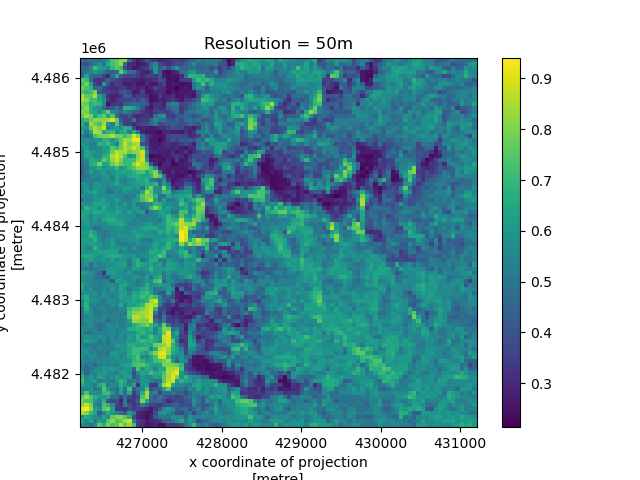 Resolution = 50m
1e6
4.486
4.485
4.484
4.483
4.482
y coordinate of projection
[metre]
427000 428000 429000 430000 431000
x coordinate of projection
[metre]
0.9
0.8
0.7
0.6
0.5
0.4
0.3